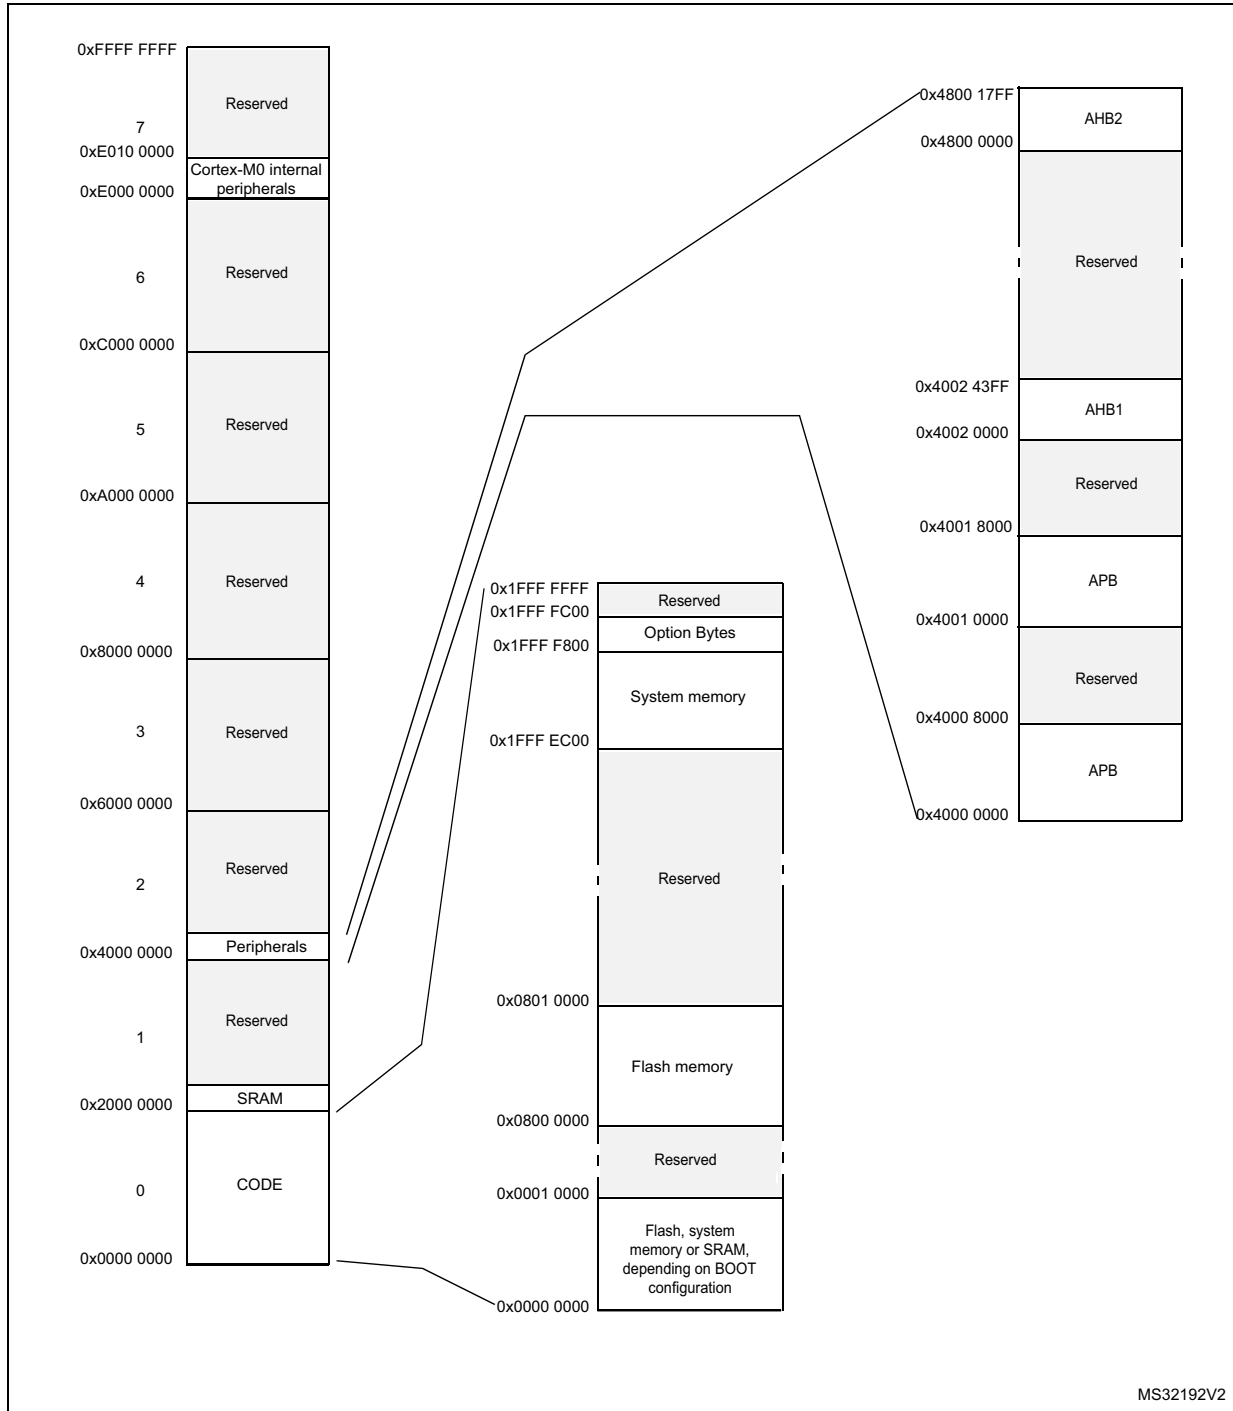 0xFFFF FFFF
Reserved
7
0xE010 0000
Cortex-M0 internal
peripherals
0xE000 0000
Reserved
6
0xC000 0000
Reserved
5
0xA000 0000
Reserved
4
0x8000 0000
Reserved
3
0x6000 0000
Reserved
2
Peripherals
0x4000 0000
Reserved
1
SRAM
0x2000 0000
CODE
0
0x0000 0000
0x1FFF FFFF
Reserved
0x1FFF FC00
Option Bytes
0x1FFF F800
System memory
0x1FFF EC00
Reserved
0x0801 0000
Flash memory
0x0800 0000
Reserved
0x0001 0000
Flash, system
memory or SRAM,
depending on BOOT
configuration
0x0000 0000
0x4800 17FF
AHB2
0x4800 0000
Reserved
0x4002 43FF
AHB1
0x4002 0000
Reserved
0x4001 8000
APB
0x4001 0000
Reserved
0x4000 8000
APB
0x4000 0000
MS32192V2